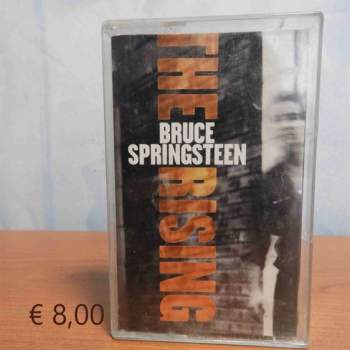 THE RISING
BRUCE
SPRINGSTEEN
€ 8,00